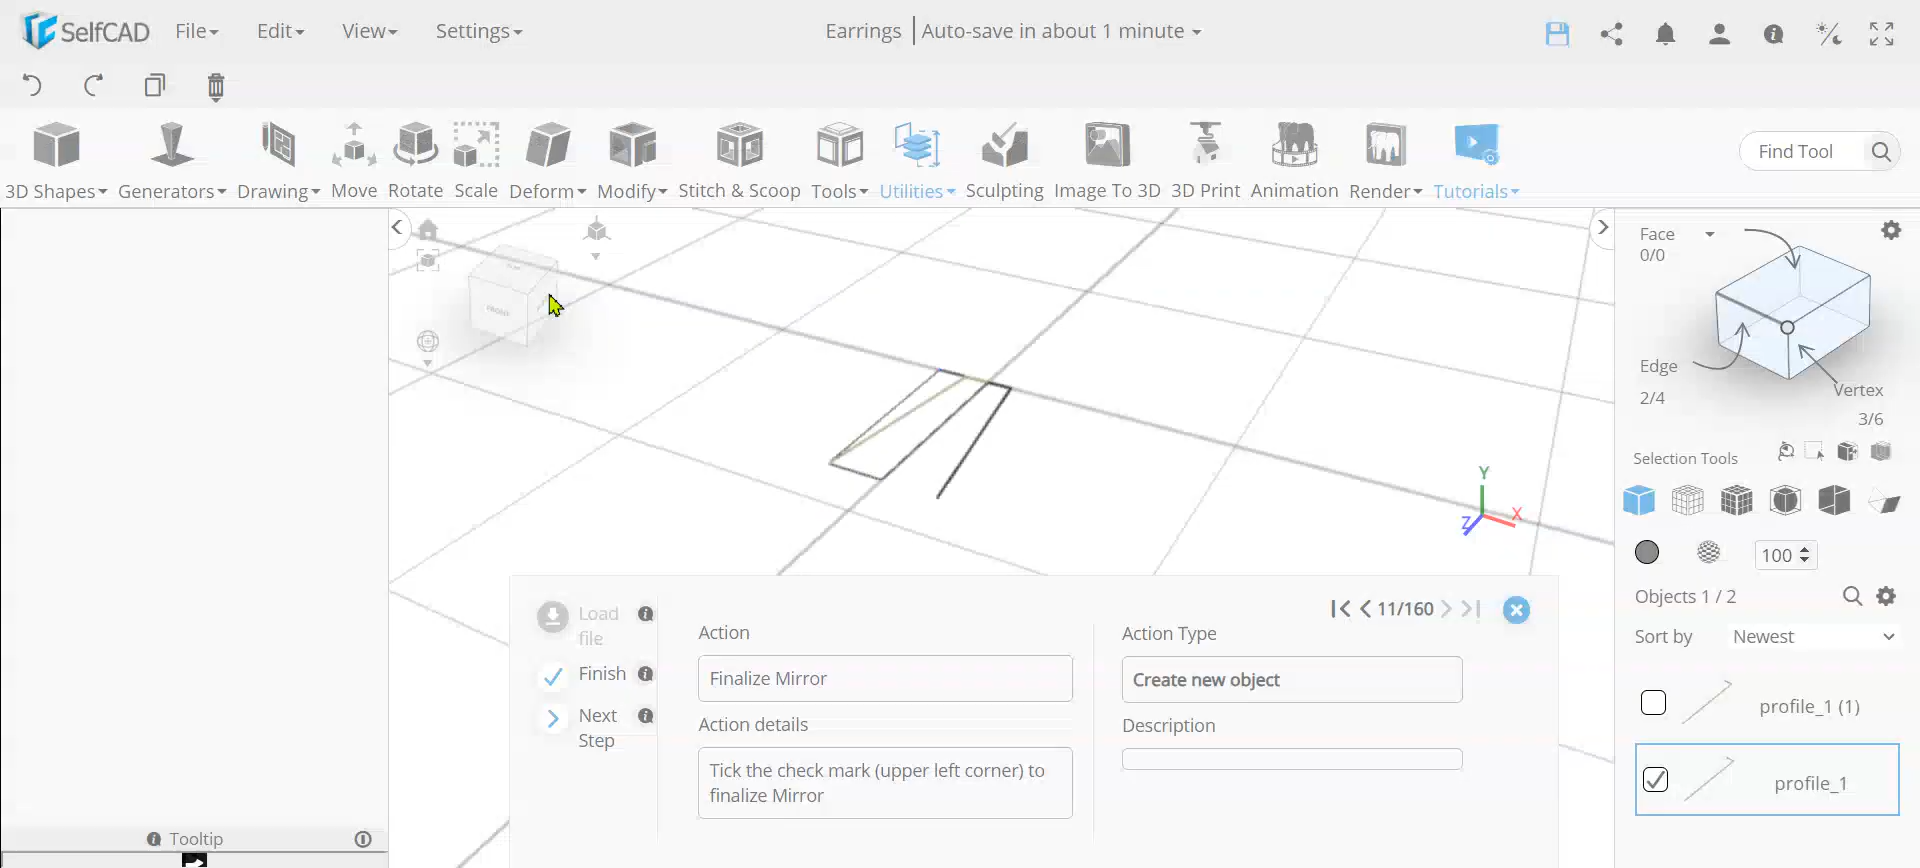 SelfCAD File Edit View Settings Earrings Auto-save in about 1 minute
3D Shapes Generators Drawing Move Rotate Scale Deform Modify Stitch & Scoop Tools Utilities Sculpting Image To 3D 3D Print Animation Render Tutorials
Find Tool
FRONT
Face
0/0
Edge
2/4
Vertex
3/6
Selection Tools
100
Y
X
Z
Objects 1 / 2
Sort by Newest
profile_1 (1)
profile_1
Load
file
Finish
Next
Step
11/160
Action
Finalize Mirror
Action details
Tick the check mark (upper left corner) to
finalize Mirror
Action Type
Create new object
Description
Tooltip